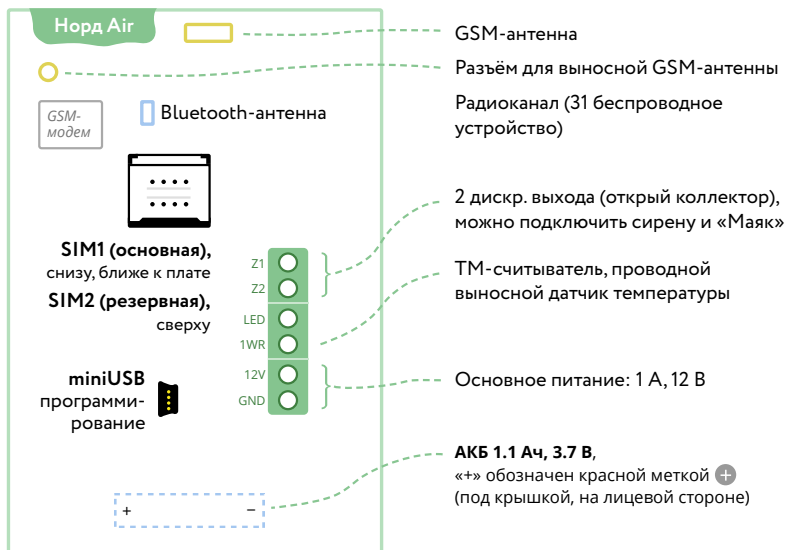 Норд Air
GSM-антенна
Разъём для выносной GSM-антенны
GSM-
модем
Bluetooth-антенна
Радиоканал (31 беспроводное
устройство)
2 дискр. выхода (открытый коллектор),
можно подключить сирену и «Маяк»
SIM1 (основная),
снизу, ближе к плате
SIM2 (резервная),
сверху
Z1
Z2
LED
1WR
12V
GND
ТМ-считыватель, проводной
выносной датчик температуры
miniUSB
программи-
рование
Основное питание: 1 А, 12 В
АКБ 1.1 Ач, 3.7 В,
«+» обозначен красной меткой +
(под крышкой, на лицевой стороне)
+ −